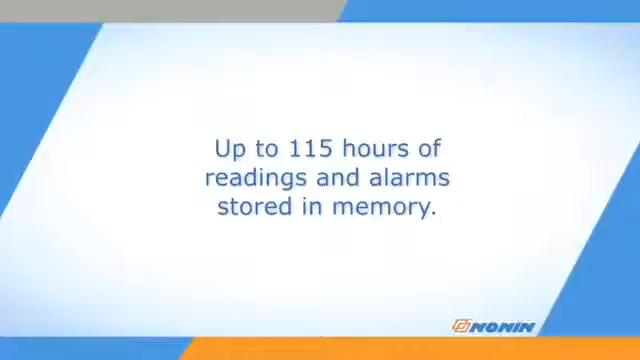 Up to 115 hours of
readings and alarms
stored in memory.
NONIN